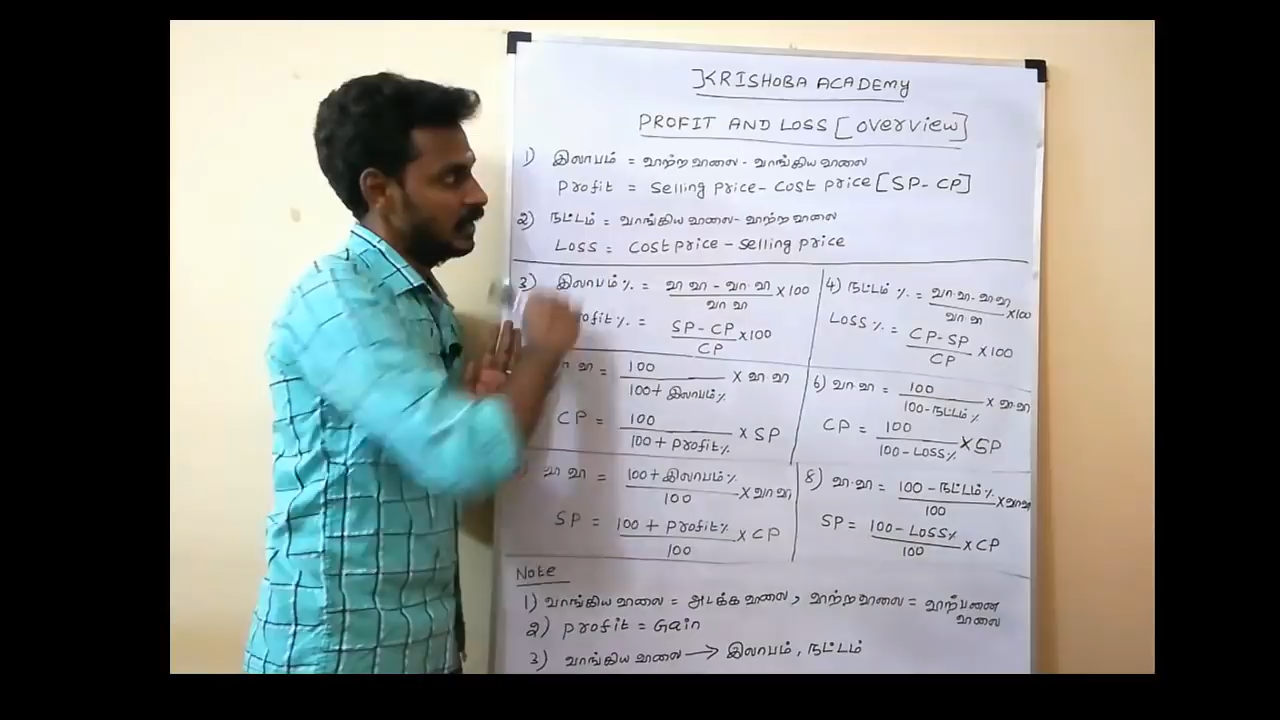 KRISHOBA ACADEMY
PROFIT AND LOSS [overview]
1) இலாபம் = விற்ற விலை - வாங்கிய விலை
Profit = Selling Price - Cost Price [SP - CP]
2) நட்டம் = வாங்கிய விலை - விற்ற விலை
Loss = Cost Price - Selling Price
3) இலாபம் % = வி வி - வா வி / வா வி × 100
rofit % = SP - CP / CP × 100
4) நட்டம் % = வா.வி - வி வி / வா.வி × 100
Loss % = CP - SP / CP × 100
வி = 100 / 100 + இலாபம் % × வி வி
CP = 100 / 100 + Profit % × SP
6) வா.வி = 100 / 100 - நட்டம் % × வி.வி
CP = 100 / 100 - Loss % × SP
வி வி = 100 + இலாபம் % / 100 × வா வி
SP = 100 + Profit % / 100 × CP
8) வி.வி = 100 - நட்டம் % / 100 × வா வி
SP = 100 - Loss % / 100 × CP
Note
1) வாங்கிய விலை = அடக்க விலை, விற்ற விலை = விற்பனை விலை
2) Profit = Gain
3) வாங்கிய விலை → இலாபம், நட்டம்